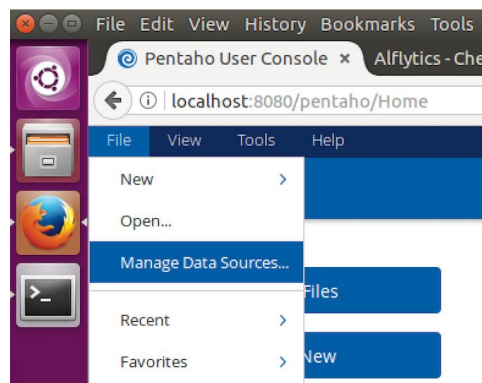 File Edit View History Bookmarks Tools
Pentaho User Console × Alflytics - Che
localhost:8080/pentaho/Home
File View Tools Help
New
Open...
Manage Data Sources...
Files
Recent
New
Favorites